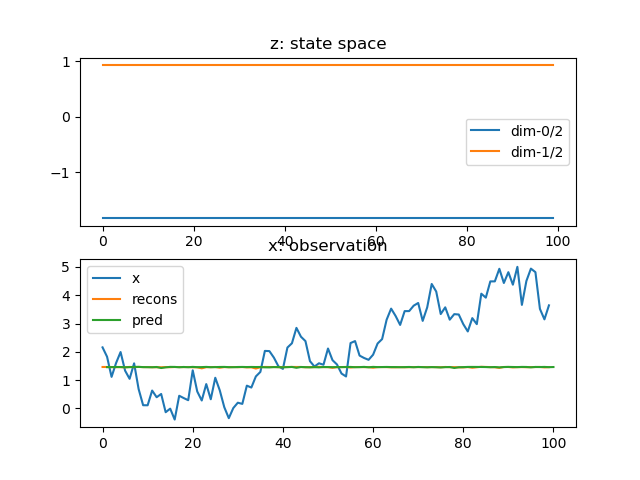 z: state space
1
0
−1
dim-0/2
dim-1/2
0 20 40 60 80 100
x: observation
5
4
3
2
1
0
x
recons
pred
0 20 40 60 80 100